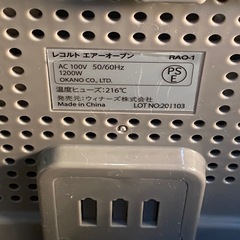 レコルト エアーオーブン RAO-1
AC 100V 50/60Hz
1200W
OKANO CO., LTD.
PS
E
温度ヒューズ:216℃
発売元:ウィナーズ株式会社
Made in China LOT NO:201103